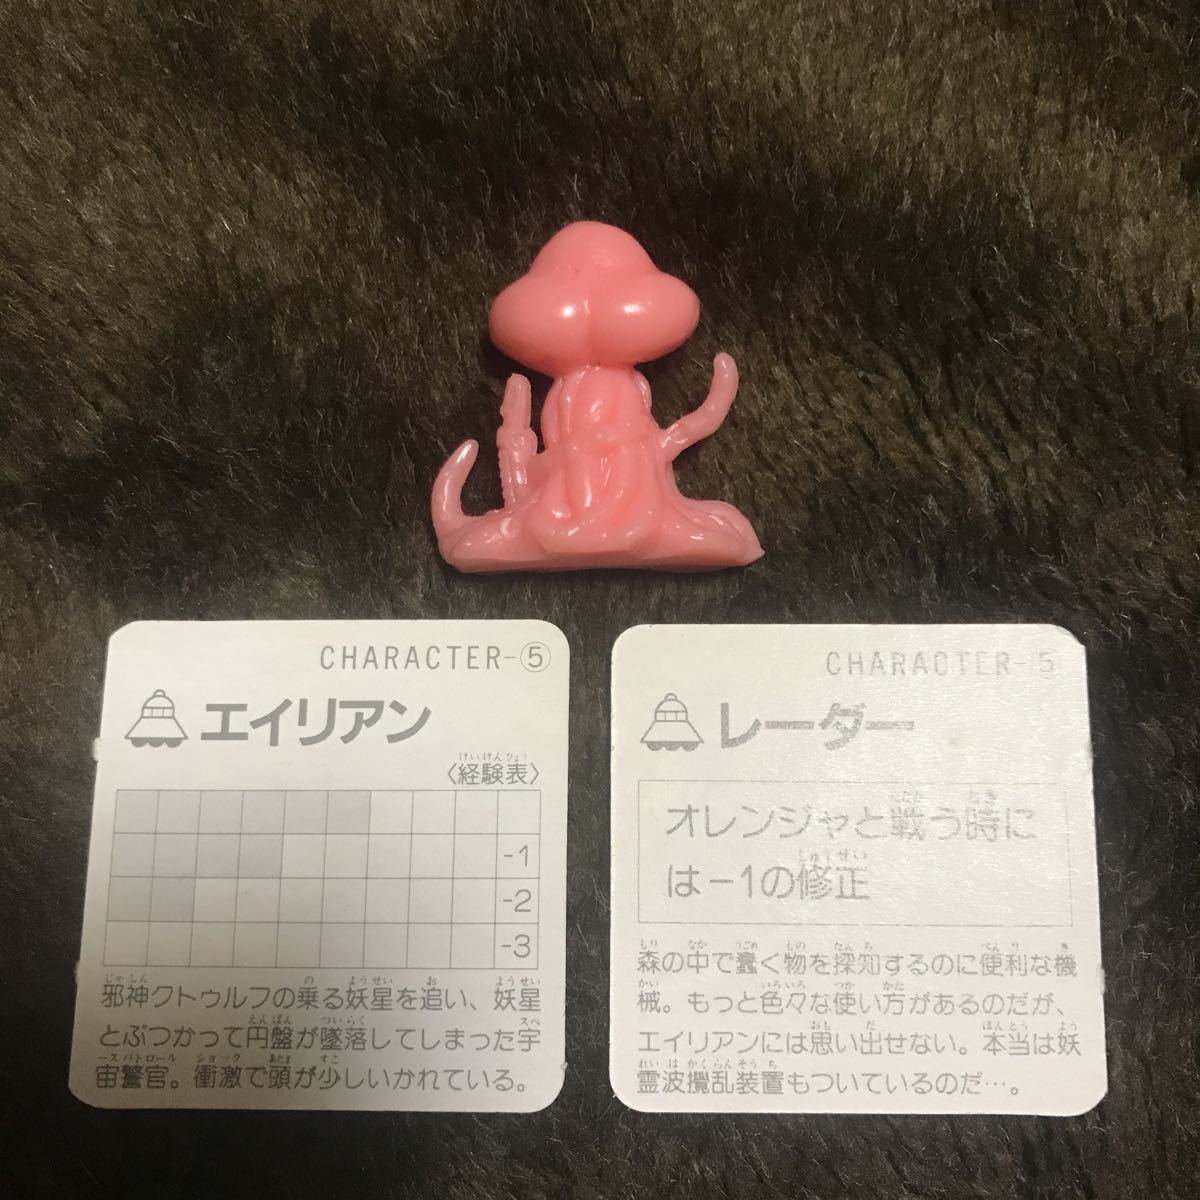 CHARACTER-⑤
エイリアン
けいけんひょう
〈経験表〉
-1
-2
-3
じゃしん の ようせい お ようせい
邪神クトゥルフの乗る妖星を追い、妖星
えんばん ついらく スペ
とぶつかって円盤が墜落してしまった宇
ースパトロール ショック あたま すこ
宙警官。衝激で頭が少しいかれている。
CHARACTER-5
レーダー
たたか とき
オレンジャと戦う時に
しゅうせい
は-1の修正
もり なか うごめ もの たんち べんり き
森の中で蠢く物を探知するのに便利な機
かい いろいろ つか かた
械。もっと色々な使い方があるのだが、
おも だ ほんとう よう
エイリアンには思い出せない。本当は妖
れいは かくらんそうち
霊波攪乱装置もついているのだ…。